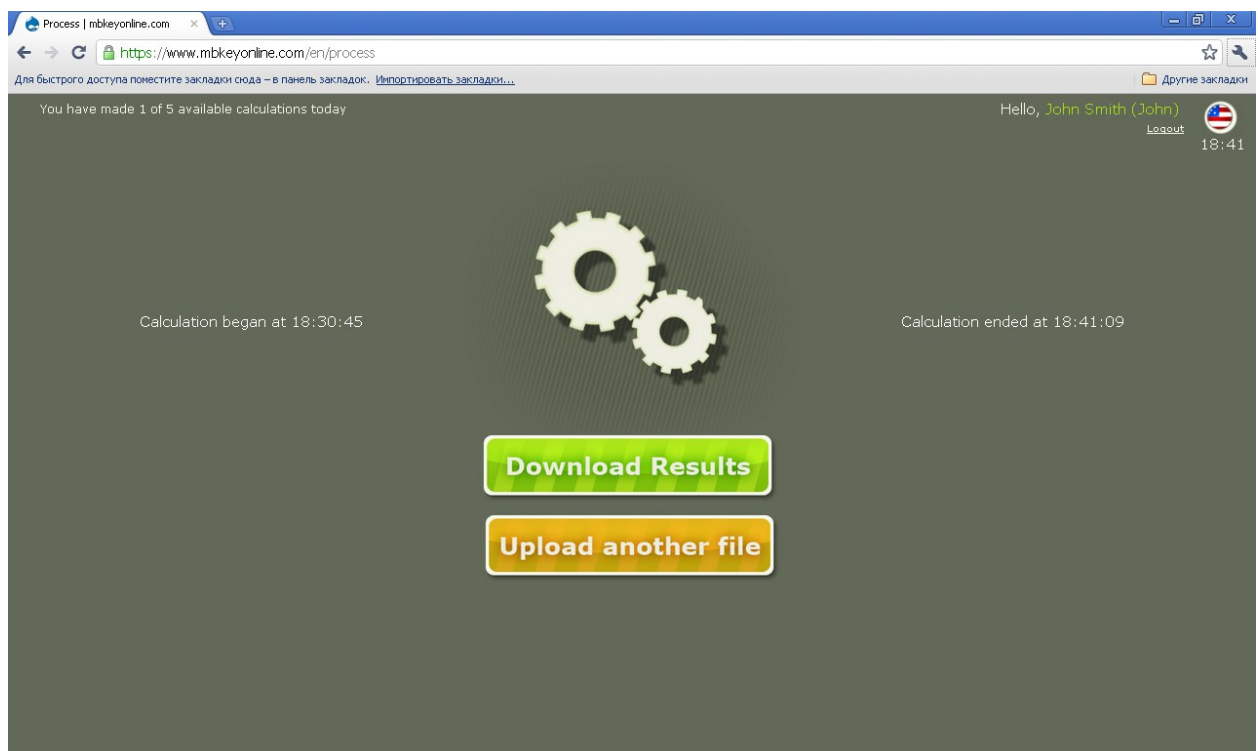 Process | mbkeyonline.com
https://www.mbkeyonline.com/en/process
Для быстрого доступа поместите закладки сюда – в панель закладок. Импортировать закладки...
Другие закладки
You have made 1 of 5 available calculations today
Hello, John Smith (John)
Logout
18:41
Calculation began at 18:30:45
Calculation ended at 18:41:09
Download Results
Upload another file